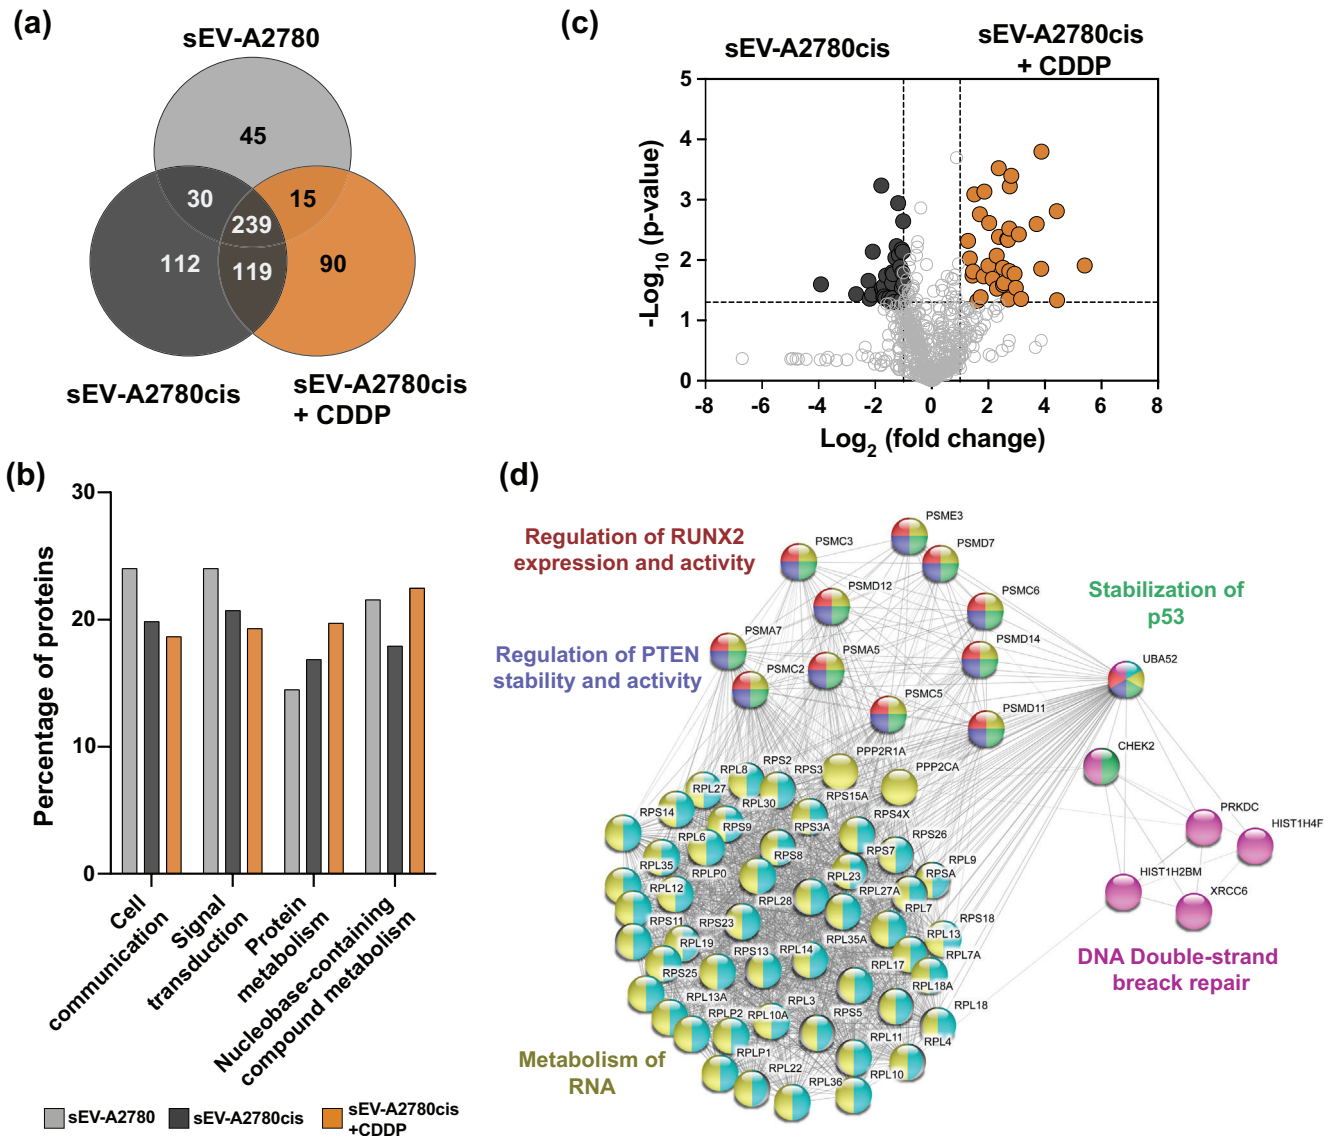 (a)
sEV-A2780
45
30
15
239
112
119
90
sEV-A2780cis
sEV-A2780cis
+ CDDP
(c)
sEV-A2780cis
sEV-A2780cis
+ CDDP
-Log10 (p-value)
5
4
3
2
1
0
-8
-6
-4
-2
0
2
4
6
8
Log2 (fold change)
(b)
Percentage of proteins
30
20
10
0
Cell
communication
Signal
transduction
Protein
metabolism
Nucleobase-containing
compound metabolism
sEV-A2780
sEV-A2780cis
sEV-A2780cis
+CDDP
(d)
Regulation of RUNX2
expression and activity
Regulation of PTEN
stability and activity
Stabilization of
p53
DNA Double-strand
breack repair
Metabolism of
RNA
PSME3
PSMC3
PSMD7
PSMD12
PSMC6
PSMA7
PSMA5
PSMD14
PSMC2
PSMC5
PSMD11
UBA52
CHEK2
PRKDC
HIST1H4F
HIST1H2BM
XRCC6
PPP2R1A
PPP2CA
RPL8
RPS2
RPS3
RPL27
RPL30
RPS15A
RPS14
RPS9
RPS3A
RPS4X
RPL6
RPS26
RPL35
RPLP0
RPS8
RPS7
RPL9
RPL12
RPL23
RPSA
RPL28
RPL27A
RPL7
RPS11
RPS23
RPS18
RPL19
RPL35A
RPL13
RPS13
RPL14
RPL7A
RPS25
RPL17
RPL18A
RPL13A
RPL3
RPL18
RPLP2
RPL10A
RPS5
RPL11
RPL4
RPLP1
RPL22
RPL36
RPL10